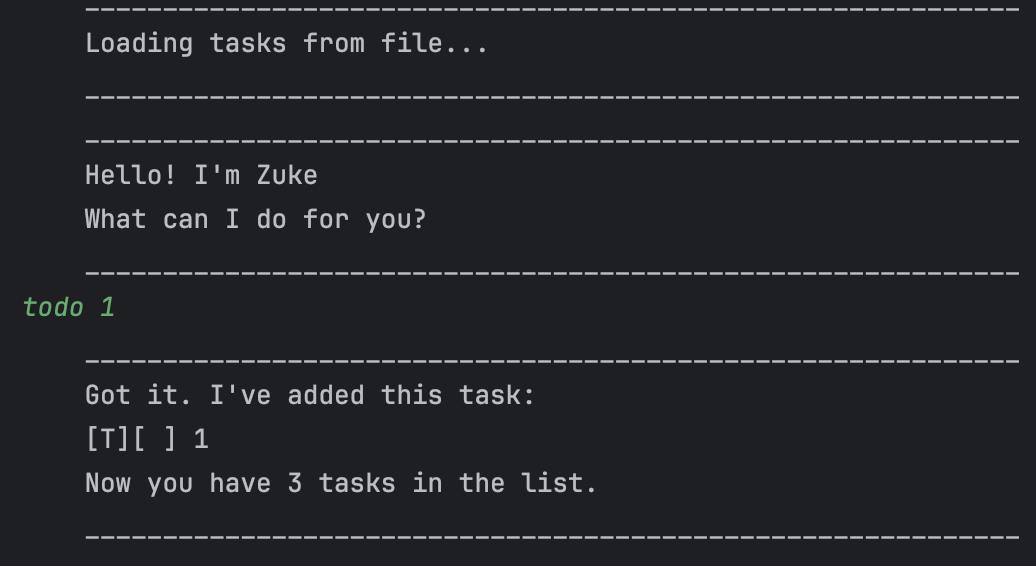 ____________________________________________________________
Loading tasks from file...
____________________________________________________________
____________________________________________________________
Hello! I'm Zuke
What can I do for you?
____________________________________________________________
todo 1
____________________________________________________________
Got it. I've added this task:
[T][ ] 1
Now you have 3 tasks in the list.
____________________________________________________________